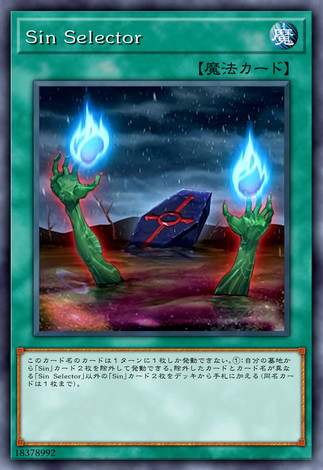 Sin Selector
魔
【魔法カード】
このカード名のカードは1ターンに1枚しか発動できない。①：自分の墓地か
ら「Sin」カード２枚を除外して発動できる。除外したカードとカード名が異な
る「Sin Selector」以外の「Sin」カード２枚をデッキから手札に加える（同名カー
ドは１枚まで）。
18378992